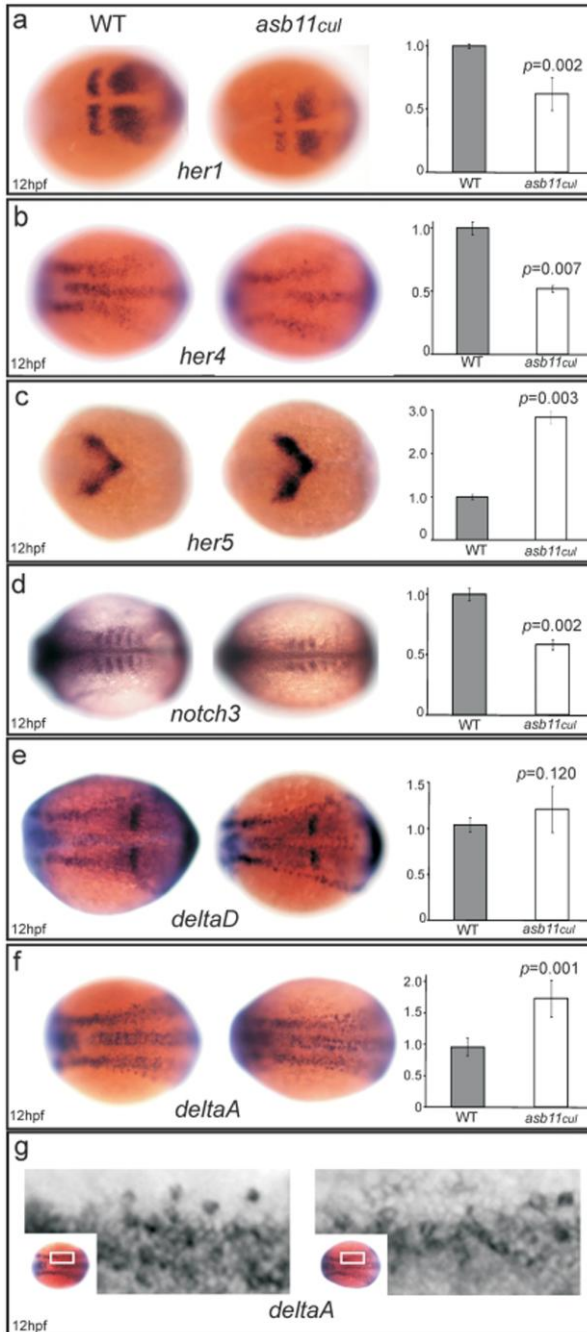 a
WT
asb11cul
her1
12hpf
1.0
0.5
0
p=0.002
WT
asb11cul
b
her4
12hpf
1.0
0.5
0
p=0.007
WT
asb11cul
c
her5
12hpf
3.0
2.0
1.0
0
p=0.003
WT
asb11cul
d
notch3
12hpf
1.0
0.5
0
p=0.002
WT
asb11cul
e
deltaD
12hpf
1.5
1.0
0.5
0
p=0.120
WT
asb11cul
f
deltaA
12hpf
2.0
1.5
1.0
0.5
0
p=0.001
WT
asb11cul
g
deltaA
12hpf